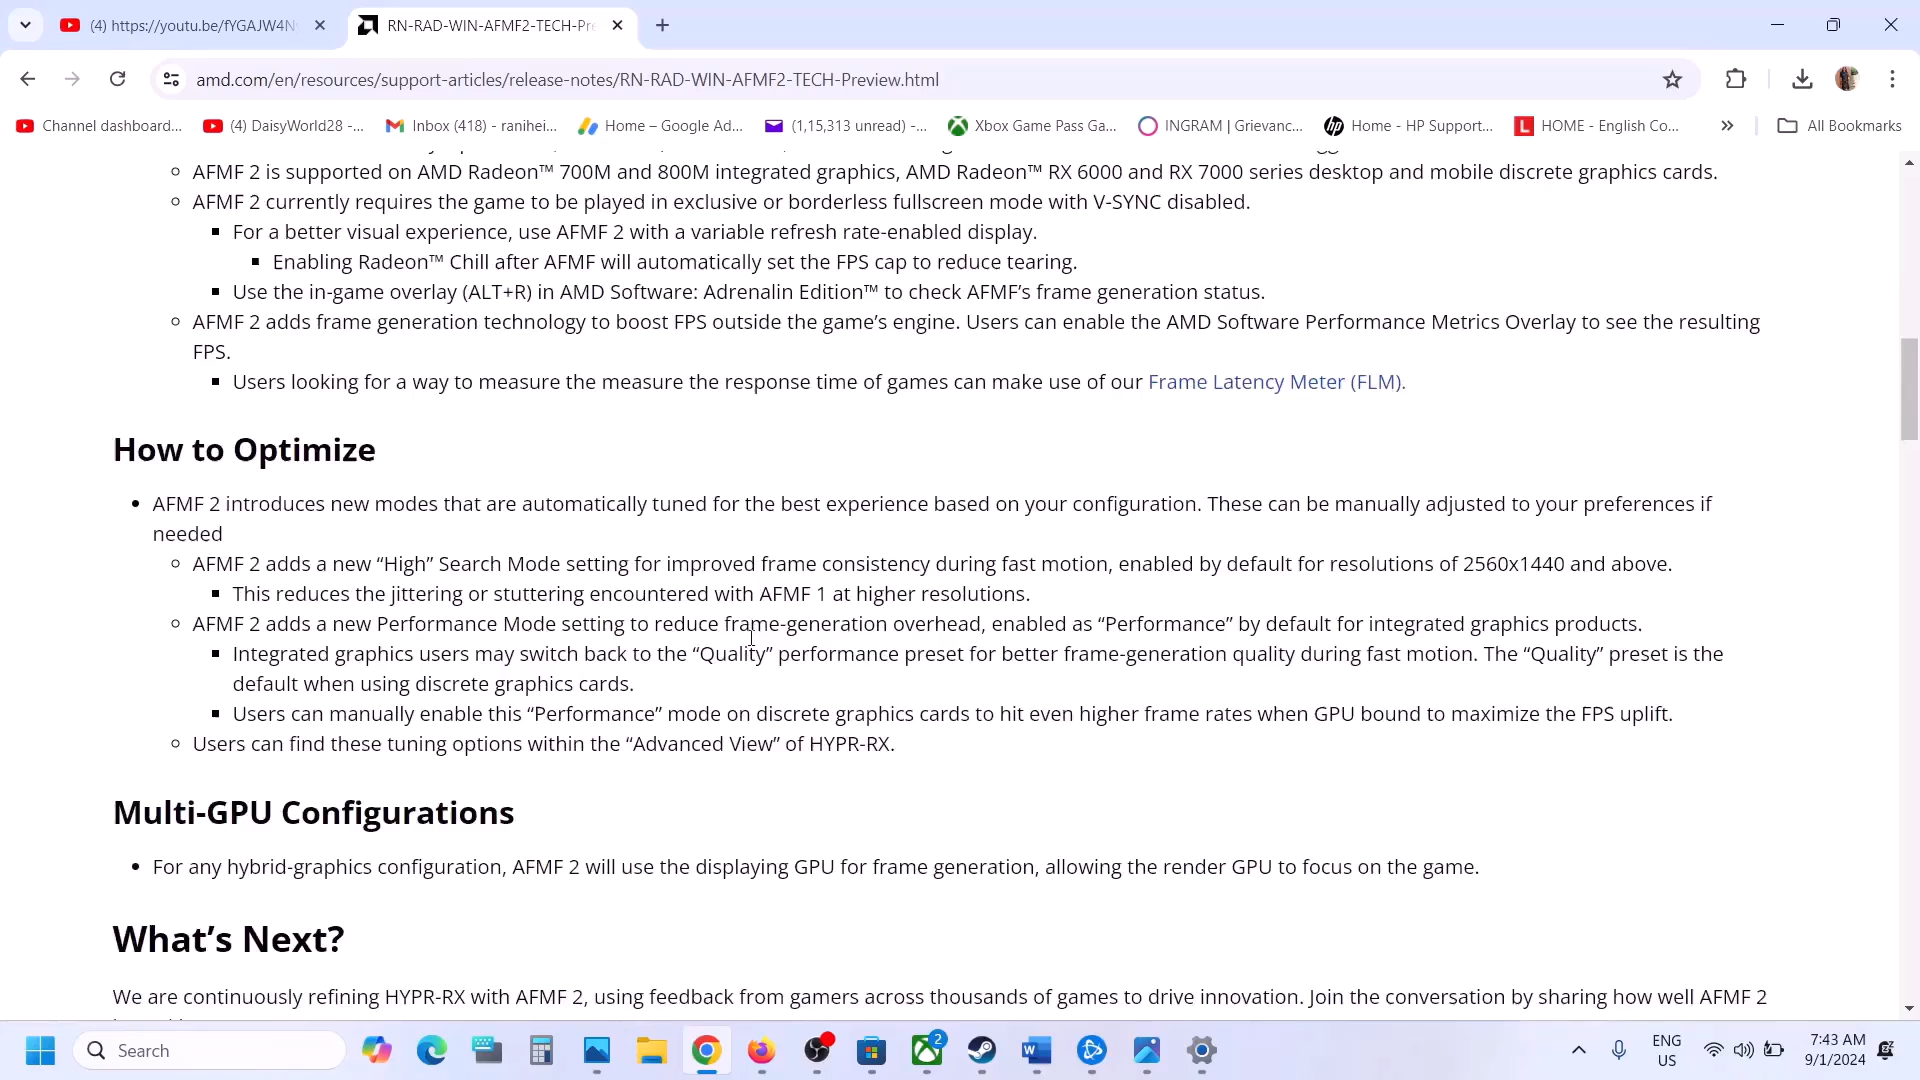 (4) https://youtu.be/fYGAJW4N
RN-RAD-WIN-AFMF2-TECH-Pre
amd.com/en/resources/support-articles/release-notes/RN-RAD-WIN-AFMF2-TECH-Preview.html
Channel dashboard...
(4) DaisyWorld28 -...
Inbox (418) - ranihei...
Home – Google Ad...
(1,15,313 unread) -...
Xbox Game Pass Ga...
INGRAM | Grievanc...
Home - HP Support...
HOME - English Co...
All Bookmarks
AFMF 2 is supported on AMD Radeon™ 700M and 800M integrated graphics, AMD Radeon™ RX 6000 and RX 7000 series desktop and mobile discrete graphics cards.
AFMF 2 currently requires the game to be played in exclusive or borderless fullscreen mode with V-SYNC disabled.
For a better visual experience, use AFMF 2 with a variable refresh rate-enabled display.
Enabling Radeon™ Chill after AFMF will automatically set the FPS cap to reduce tearing.
Use the in-game overlay (ALT+R) in AMD Software: Adrenalin Edition™ to check AFMF’s frame generation status.
AFMF 2 adds frame generation technology to boost FPS outside the game’s engine. Users can enable the AMD Software Performance Metrics Overlay to see the resulting
FPS.
Users looking for a way to measure the measure the response time of games can make use of our Frame Latency Meter (FLM).
How to Optimize
AFMF 2 introduces new modes that are automatically tuned for the best experience based on your configuration. These can be manually adjusted to your preferences if
needed
AFMF 2 adds a new “High” Search Mode setting for improved frame consistency during fast motion, enabled by default for resolutions of 2560x1440 and above.
This reduces the jittering or stuttering encountered with AFMF 1 at higher resolutions.
AFMF 2 adds a new Performance Mode setting to reduce frame-generation overhead, enabled as “Performance” by default for integrated graphics products.
Integrated graphics users may switch back to the “Quality” performance preset for better frame-generation quality during fast motion. The “Quality” preset is the
default when using discrete graphics cards.
Users can manually enable this “Performance” mode on discrete graphics cards to hit even higher frame rates when GPU bound to maximize the FPS uplift.
Users can find these tuning options within the “Advanced View” of HYPR-RX.
Multi-GPU Configurations
For any hybrid-graphics configuration, AFMF 2 will use the displaying GPU for frame generation, allowing the render GPU to focus on the game.
What’s Next?
We are continuously refining HYPR-RX with AFMF 2, using feedback from gamers across thousands of games to drive innovation. Join the conversation by sharing how well AFMF 2
Search
2
ENG
US
7:43 AM
9/1/2024